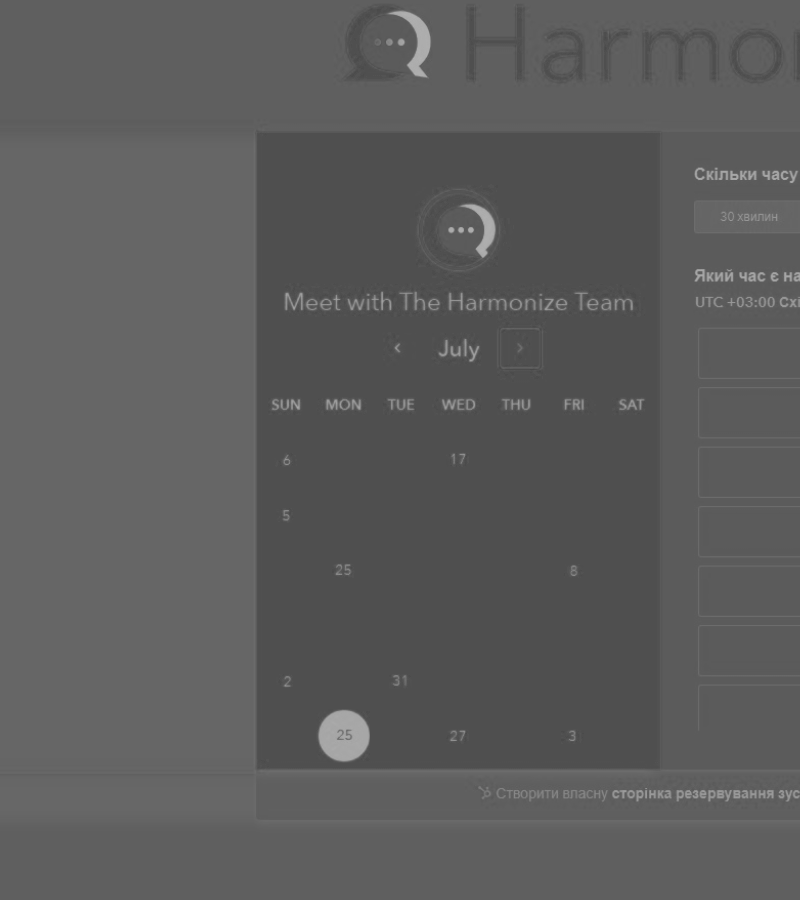 Harmon
Meet with The Harmonize Team
‹ July ›
SUN MON TUE WED THU FRI SAT
6 17
5
25 8
2 31
25 27 3
Скільки часу
30 хвилин
Який час є на
UTC +03:00 Схі
Створити власну сторінка резервування зус